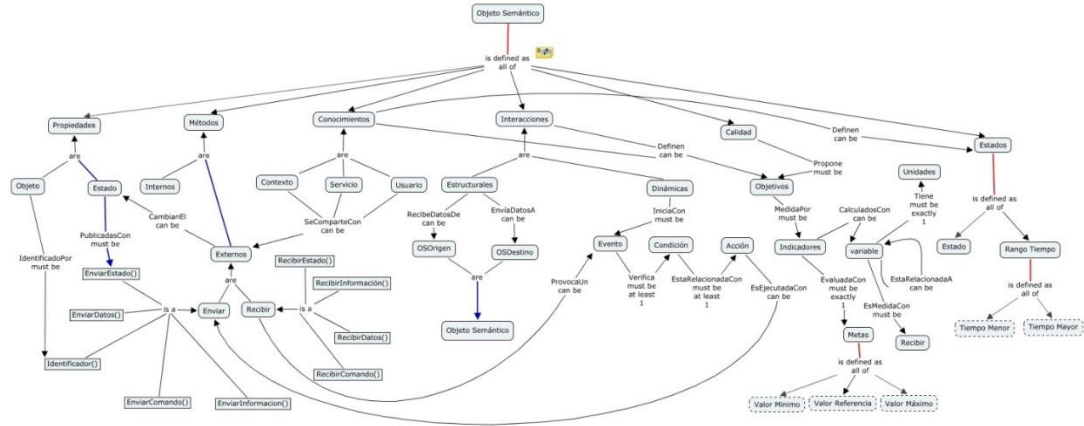 Objeto Semántico
is defined as
all of
Propiedades
Métodos
Conocimientos
Interacciones
Calidad
Definen
can be
Estados
are
are
are
are
Definen
can be
Propone
must be
Objeto
Estado
Internos
Contexto
Servicio
Usuario
Estructurales
Dinámicas
Objetivos
Unidades
is defined as
all of
CambianEl
can be
SeComparteCon
can be
RecibeDatosDe
can be
EnvíaDatosA
can be
IniciaCon
must be
MedidaPor
must be
CalculadosCon
can be
Tiene
must be
exactly
1
PublicadasCon
must be
Externos
OSOrigen
OSDestino
Evento
Condición
Acción
Indicadores
variable
Estado
Rango Tiempo
IdentificadoPor
must be
EnviarEstado()
RecibirEstado()
are
are
ProvocaUn
can be
Verifica
must be
at least
1
EstaRelacionadaCon
must be
at least
1
EsEjecutadaCon
can be
EvaluadaCon
must be
exactly
1
EstaRelacionadaA
can be
EsMedidaCon
must be
is defined as
all of
RecibirInformación()
EnviarDatos()
is a
Enviar
Recibir
is a
RecibirDatos()
Objeto Semántico
Metas
Recibir
Tiempo Menor
Tiempo Mayor
Identificador()
RecibirComando()
is defined as
all of
EnviarComando()
EnviarInformacion()
Valor Minimo
Valor Referencia
Valor Máximo